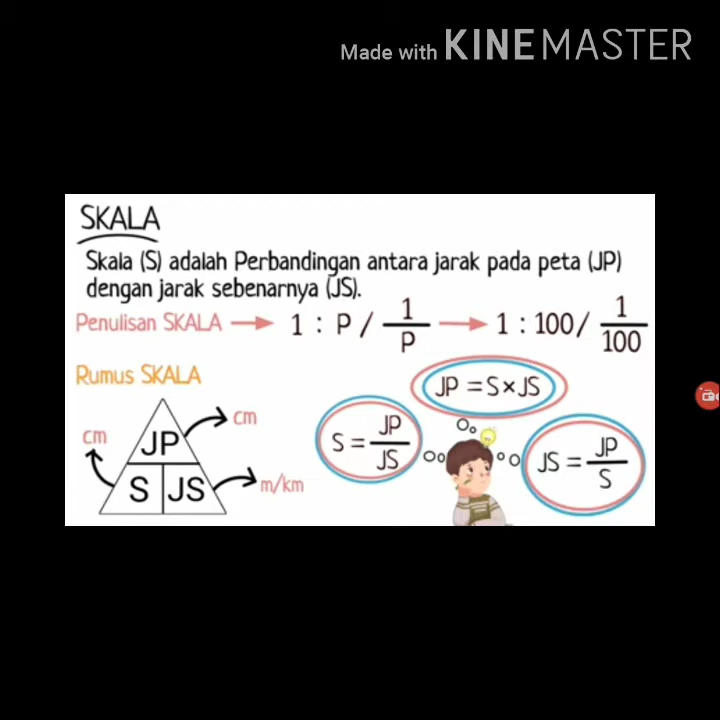 Made with KINEMASTER
SKALA
Skala (S) adalah Perbandingan antara jarak pada peta (JP)
dengan jarak sebenarnya (JS).
Penulisan SKALA → 1 : P / 1/P → 1 : 100 / 1/100
Rumus SKALA
JP = S x JS
cm
JP
cm
S
JS
m/km
S = JP/JS
JS = JP/S